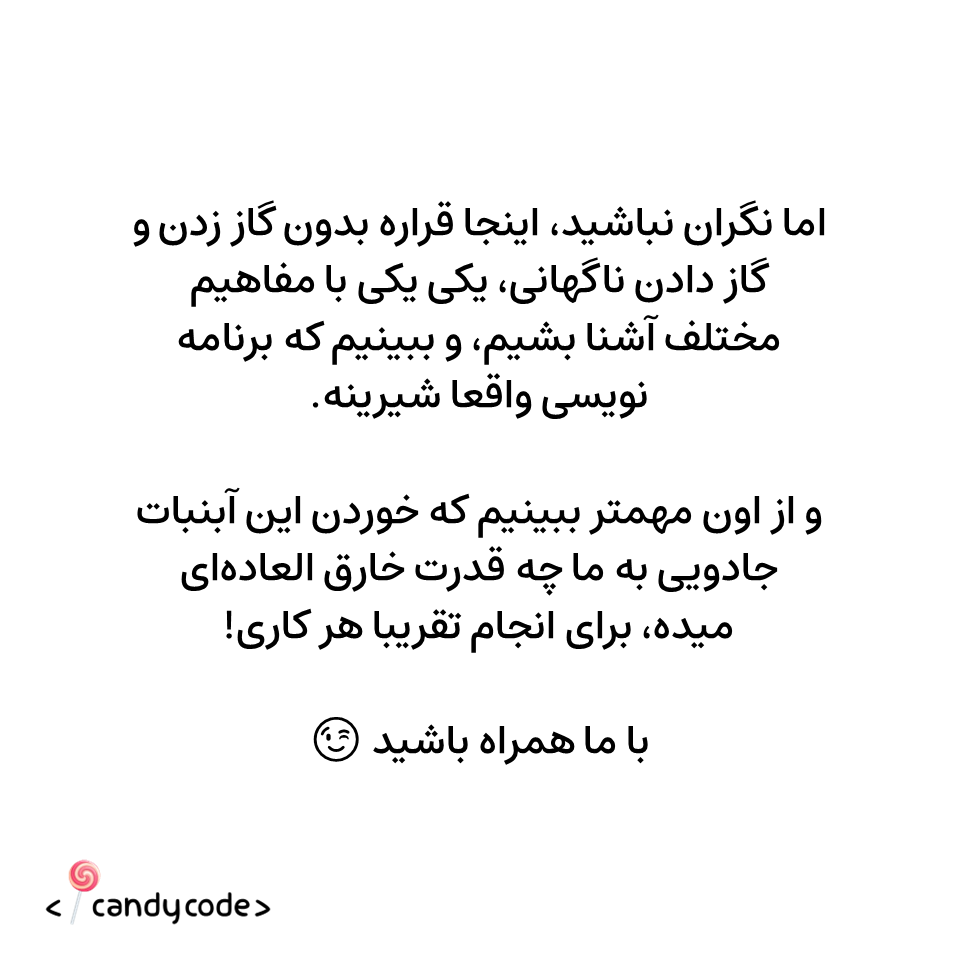 اما نگران نباشید، اینجا قراره بدون گاز زدن و
گاز دادن ناگهانی، یکی یکی با مفاهیم
مختلف آشنا بشیم، و ببینیم که برنامه
نویسی واقعا شیرینه.
و از اون مهمتر ببینیم که خوردن این آبنبات
جادویی به ما چه قدرت خارق العاده‌ای
میده، برای انجام تقریبا هر کاری!
با ما همراه باشید 😉
</candycode>